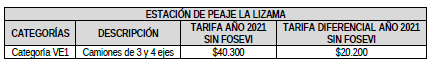 ESTACIÓN DE PEAJE LA LIZAMA
CATEGORÍAS DESCRIPCIÓN TARIFA AÑO 2021 SIN FOSEVI TARIFA DIFERENCIAL AÑO 2021 SIN FOSEVI
Categoría VE1 Camiones de 3 y 4 ejes $40.300 $20.200